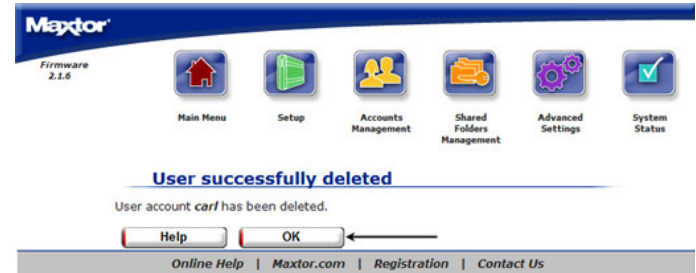 Maxtor
Firmware
2.1.6
Main Menu
Setup
Accounts
Management
Shared
Folders
Management
Advanced
Settings
System
Status
User successfully deleted
User account carl has been deleted.
Help
OK
Online Help | Maxtor.com | Registration | Contact Us